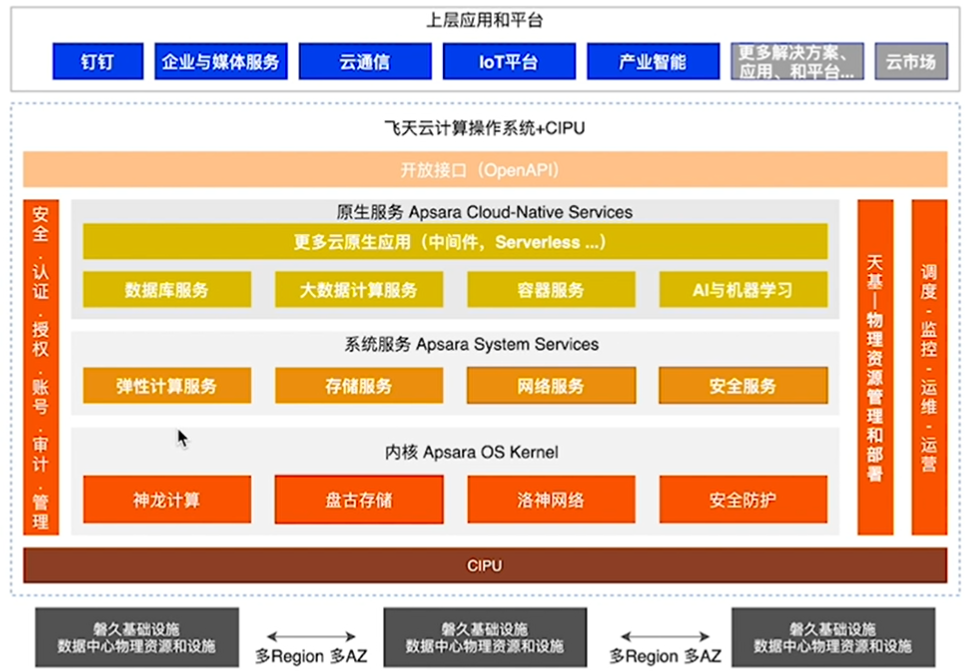 上层应用和平台
钉钉
企业与媒体服务
云通信
IoT平台
产业智能
更多解决方案、
应用、和平台...
云市场
飞天云计算操作系统+CIPU
开放接口（OpenAPI）
安全·认证·授权·账号·审计·管理
原生服务 Apsara Cloud-Native Services
更多云原生应用（中间件，Serverless ...）
数据库服务
大数据计算服务
容器服务
AI与机器学习
系统服务 Apsara System Services
弹性计算服务
存储服务
网络服务
安全服务
内核 Apsara OS Kernel
神龙计算
盘古存储
洛神网络
安全防护
天基—物理资源管理和部署
调度-监控-运维-运营
CIPU
磐久基础设施
数据中心物理资源和设施
多Region 多AZ
磐久基础设施
数据中心物理资源和设施
多Region 多AZ
磐久基础设施
数据中心物理资源和设施